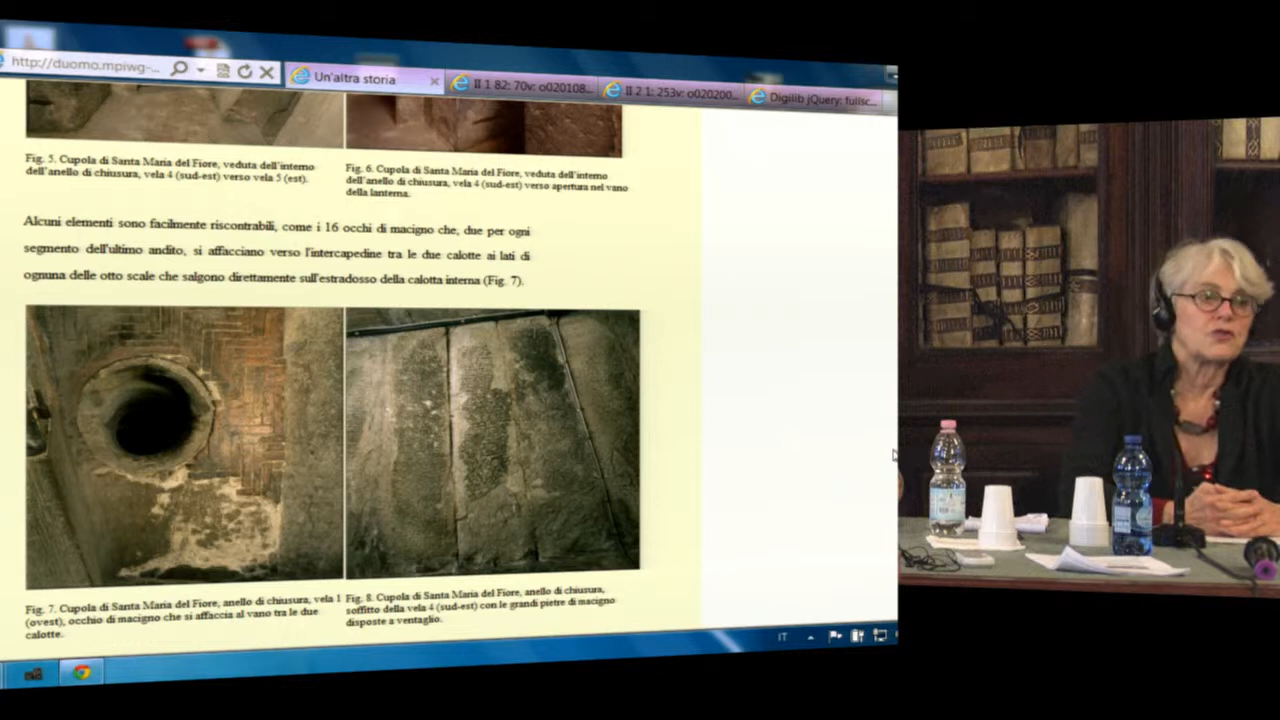 http://duomo.mpiwg-...
Un'altra storia
II 1 82: 70v: o020108...
II 2 1: 253v: o020200...
Digilib jQuery: fullsc...
Fig. 5. Cupola di Santa Maria del Fiore, veduta dell'interno
dell'anello di chiusura, vela 4 (sud-est) verso vela 5 (est).
Fig. 6. Cupola di Santa Maria del Fiore, veduta dell'interno
dell'anello di chiusura, vela 4 (sud-est) verso apertura nel vano
della lanterna.
Alcuni elementi sono facilmente riscontrabili, come i 16 occhi di macigno che, due per ogni
segmento dell'ultimo andito, si affacciano verso l'intercapedine tra le due calotte ai lati di
ognuna delle otto scale che salgono direttamente sull'estradosso della calotta interna (Fig. 7).
Fig. 7. Cupola di Santa Maria del Fiore, anello di chiusura, vela 1
(ovest), occhio di macigno che si affaccia al vano tra le due
calotte.
Fig. 8. Cupola di Santa Maria del Fiore, anello di chiusura,
soffitto della vela 4 (sud-est) con le grandi pietre di macigno
disposte a ventaglio.
IT